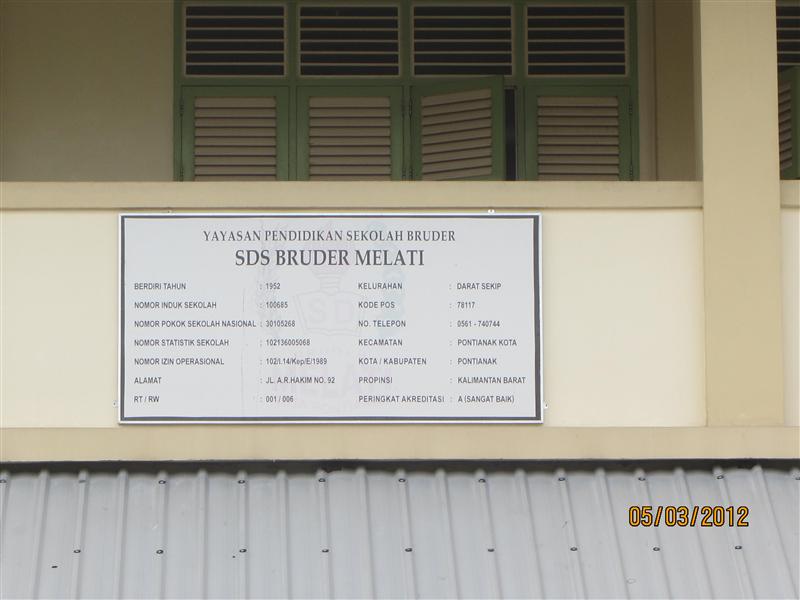 YAYASAN PENDIDIKAN SEKOLAH BRUDER
SDS BRUDER MELATI
BERDIRI TAHUN : 1952 KELURAHAN : DARAT SEKIP
NOMOR INDUK SEKOLAH : 100685 KODE POS : 78117
NOMOR POKOK SEKOLAH NASIONAL : 30105268 NO. TELEPON : 0561 - 740744
NOMOR STATISTIK SEKOLAH : 102136005068 KECAMATAN : PONTIANAK KOTA
NOMOR IZIN OPERASIONAL : 102/I.14/Kep/E/1989 KOTA / KABUPATEN : PONTIANAK
ALAMAT : JL. A.R.HAKIM NO. 92 PROPINSI : KALIMANTAN BARAT
RT / RW : 001 / 006 PERINGKAT AKREDITASI : A (SANGAT BAIK)
SD
MELATI
05/03/2012